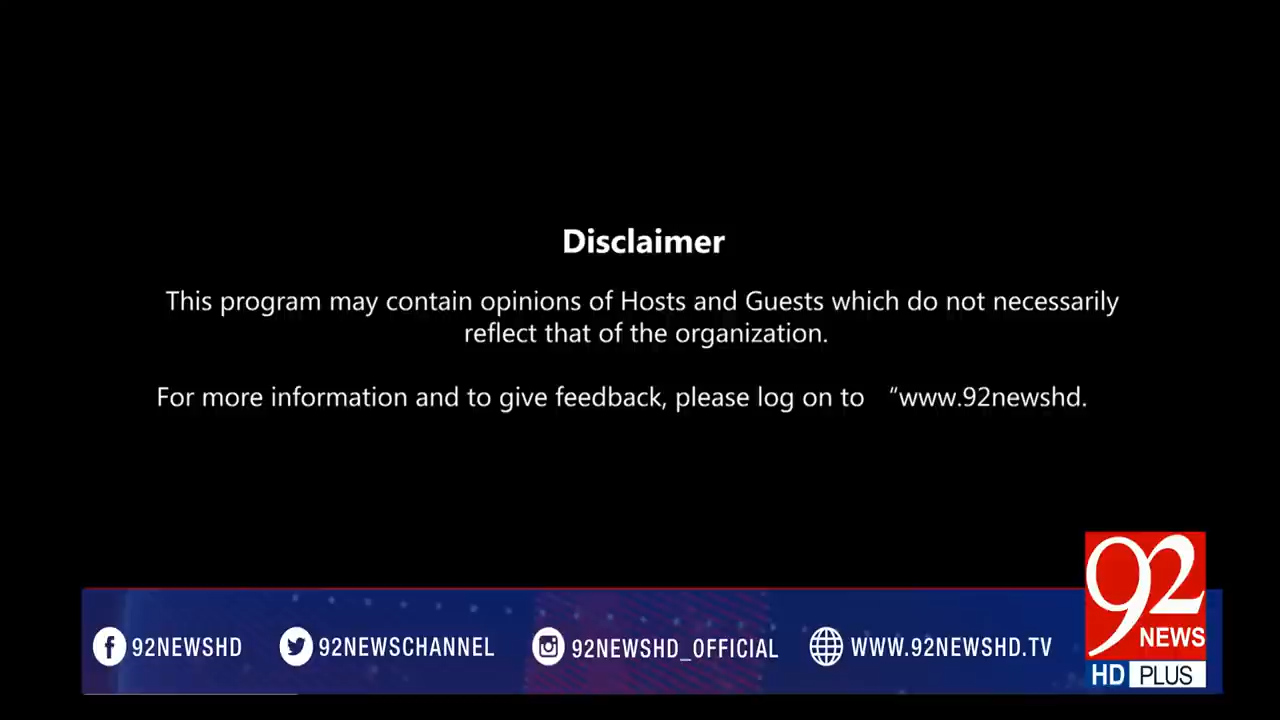 Disclaimer
This program may contain opinions of Hosts and Guests which do not necessarily
reflect that of the organization.
For more information and to give feedback, please log on to “www.92newshd.
92NEWSHD
92NEWSCHANNEL
92NEWSHD_OFFICIAL
WWW.92NEWSHD.TV
92
NEWS
HD PLUS